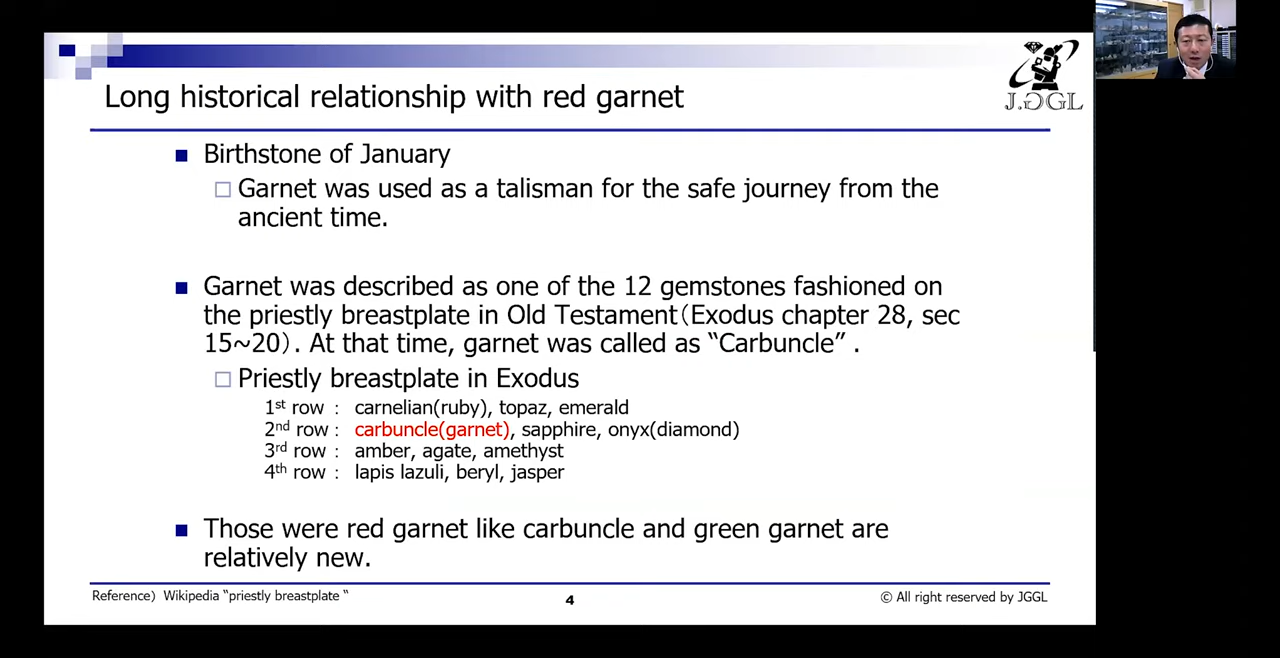 Long historical relationship with red garnet
J.GGL
Birthstone of January
Garnet was used as a talisman for the safe journey from the
ancient time.
Garnet was described as one of the 12 gemstones fashioned on
the priestly breastplate in Old Testament(Exodus chapter 28, sec
15~20). At that time, garnet was called as “Carbuncle” .
Priestly breastplate in Exodus
1st row : carnelian(ruby), topaz, emerald
2nd row : carbuncle(garnet), sapphire, onyx(diamond)
3rd row : amber, agate, amethyst
4th row : lapis lazuli, beryl, jasper
Those were red garnet like carbuncle and green garnet are
relatively new.
Reference) Wikipedia “priestly breastplate “
4
© All right reserved by JGGL